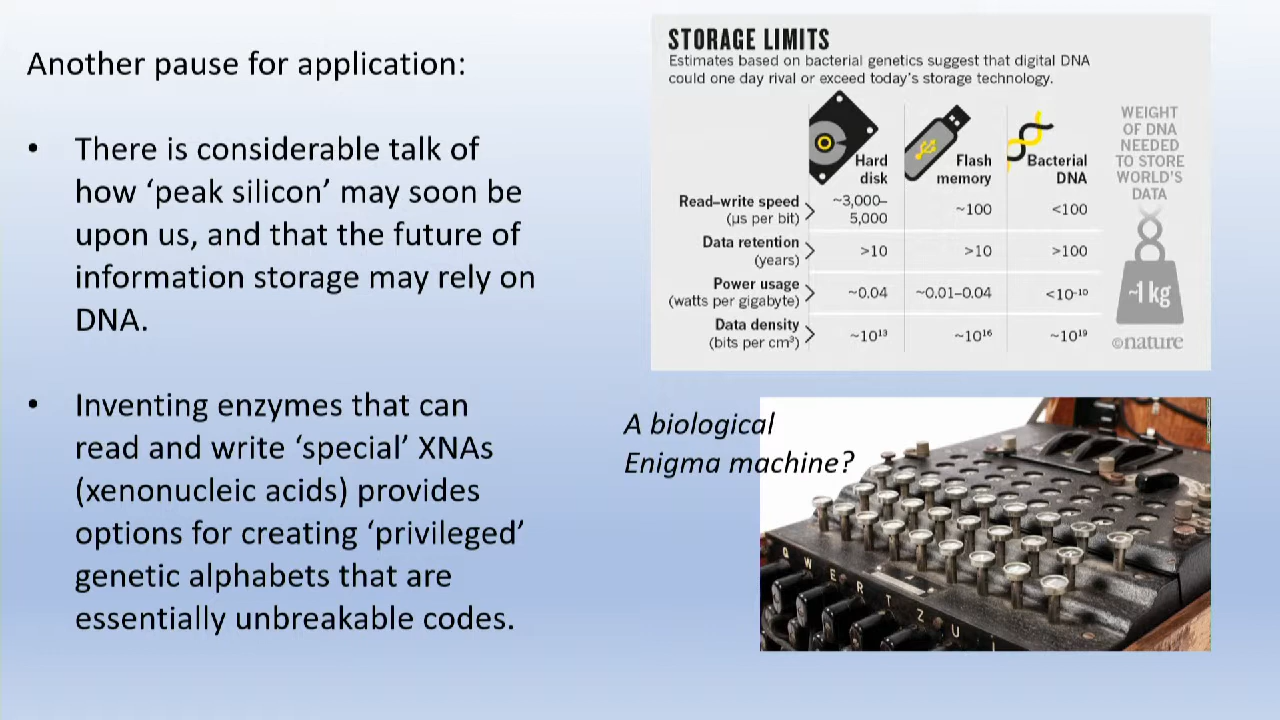 Another pause for application:
• There is considerable talk of
how ‘peak silicon’ may soon be
upon us, and that the future of
information storage may rely on
DNA.
• Inventing enzymes that can
read and write ‘special’ XNAs
(xenonucleic acids) provides
options for creating ‘privileged’
genetic alphabets that are
essentially unbreakable codes.
STORAGE LIMITS
Estimates based on bacterial genetics suggest that digital DNA
could one day rival or exceed today’s storage technology.
Hard
disk
Flash
memory
Bacterial
DNA
Read–write speed
(µs per bit)
~3,000–
5,000
~100
<100
Data retention
(years)
>10
>10
>100
Power usage
(watts per gigabyte)
~0.04
~0.01–0.04
<10⁻¹⁰
Data density
(bits per cm³)
~10¹³
~10¹⁶
~10¹⁹
WEIGHT
OF DNA
NEEDED
TO STORE
WORLD’S
DATA
~1 kg
©nature
A biological
Enigma machine?
Q W E R T Z U I